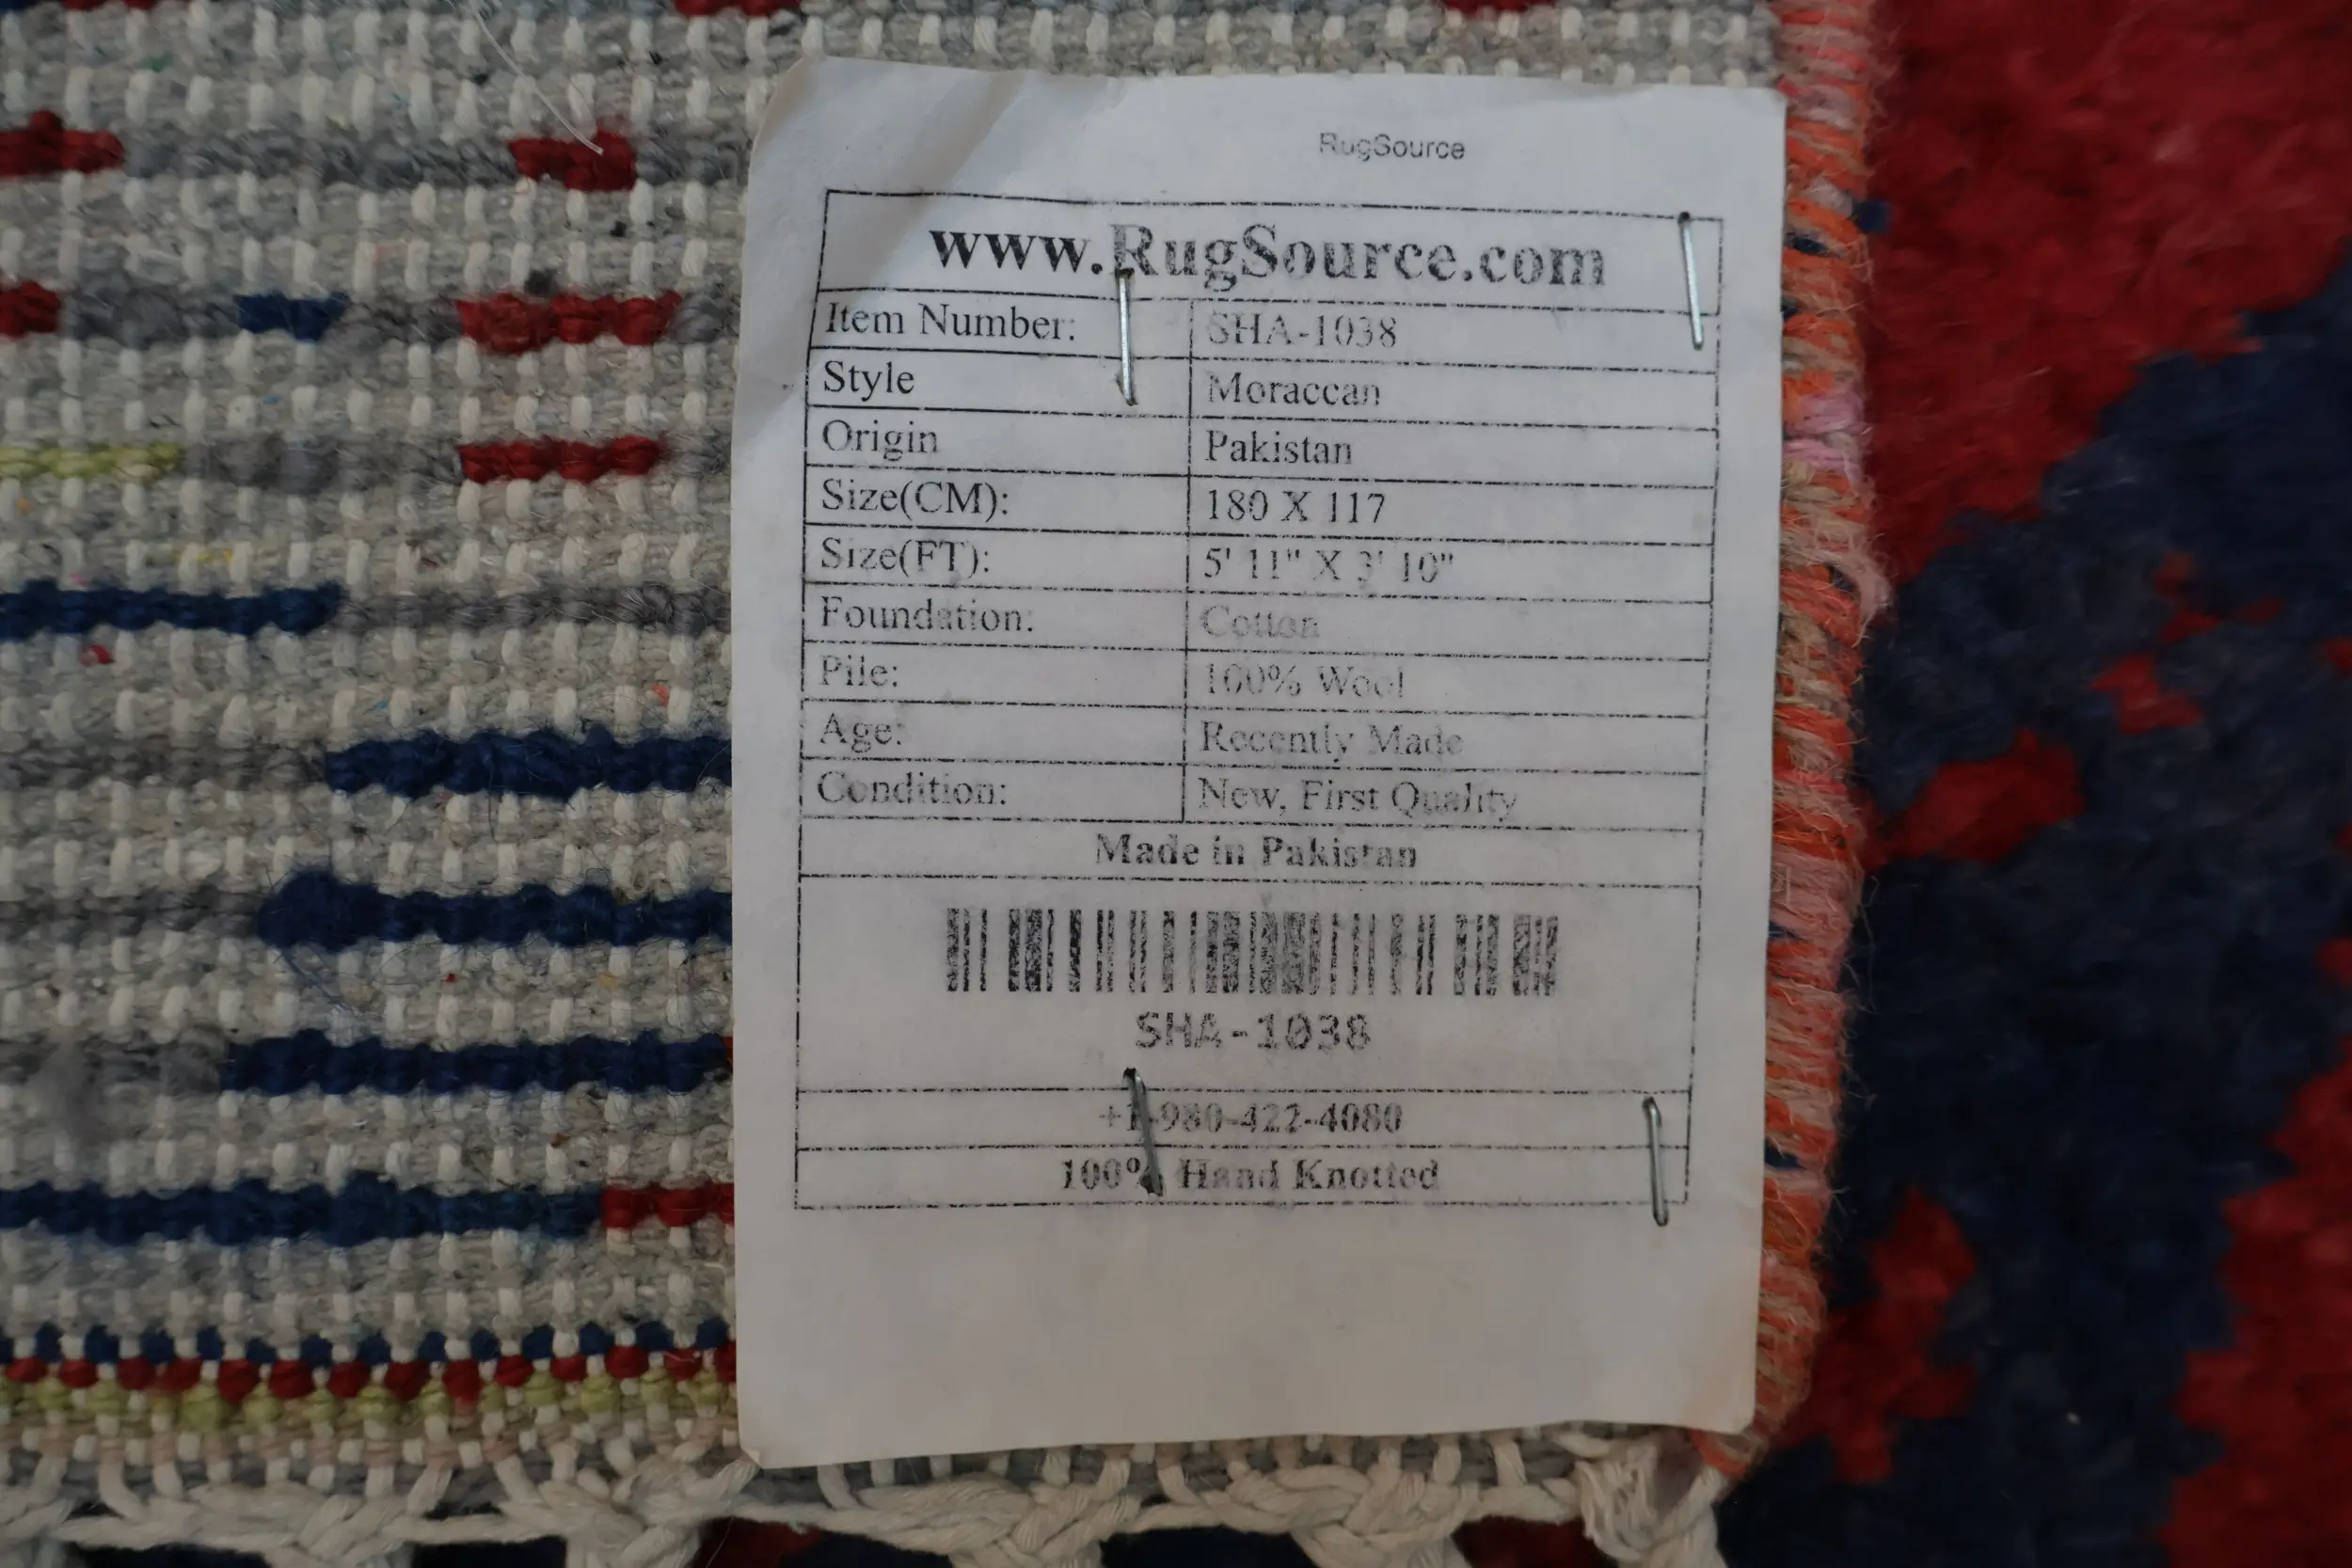 RugSource
www.RugSource.com
Item Number: SHA-1038
Style Moraccan
Origin Pakistan
Size(CM): 180 X 117
Size(FT): 5' 11" X 3' 10"
Foundation: Cotton
Pile: 100% Wool
Age: Recently Made
Condition: New, First Quality
Made in Pakistan
SHA-1038
+1-980-422-4080
100% Hand Knotted